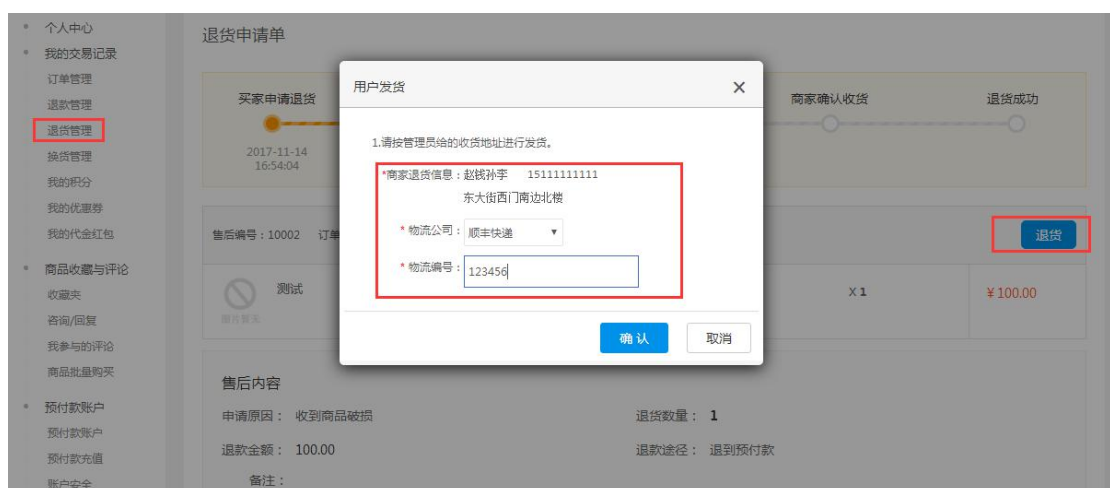 个人中心
我的交易记录
订单管理
退款管理
退货管理
换货管理
我的积分
我的优惠券
我的代金红包
商品收藏与评论
收藏夹
咨询/回复
我参与的评论
商品批量购买
预付款账户
预付款账户
预付款充值
账户安全
退货申请单
买家申请退货
商家确认收货
退货成功
2017-11-14
16:54:04
用户发货
×
1.请按管理员给的收货地址进行发货。
*商家退货信息：赵钱孙李 15111111111
东大街西门南边北楼
* 物流公司：顺丰快递
* 物流编号：123456
确认
取消
售后编号：10002 订单
退货
测试
图片暂无
X 1
¥ 100.00
售后内容
申请原因： 收到商品破损
退货数量： 1
退款金额： 100.00
退款途径： 退到预付款
备注：